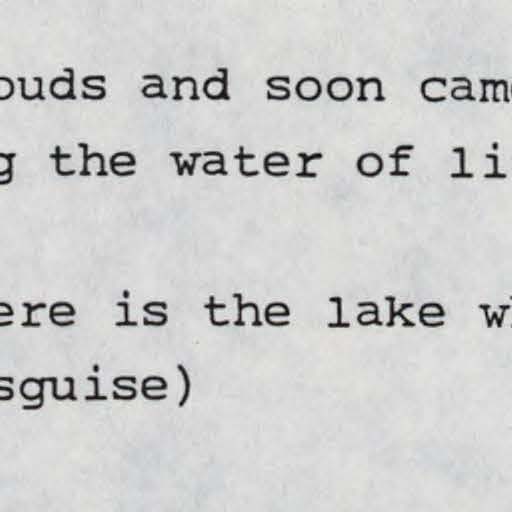 ouds and soon cam
g the water of li
ere is the lake w
sguise)